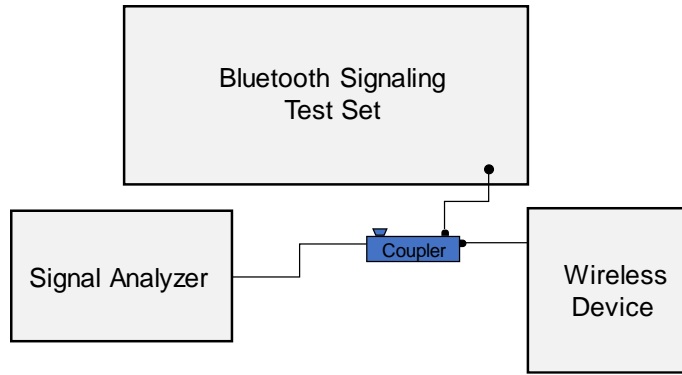 Bluetooth Signaling
Test Set
Signal Analyzer
Coupler
Wireless
Device